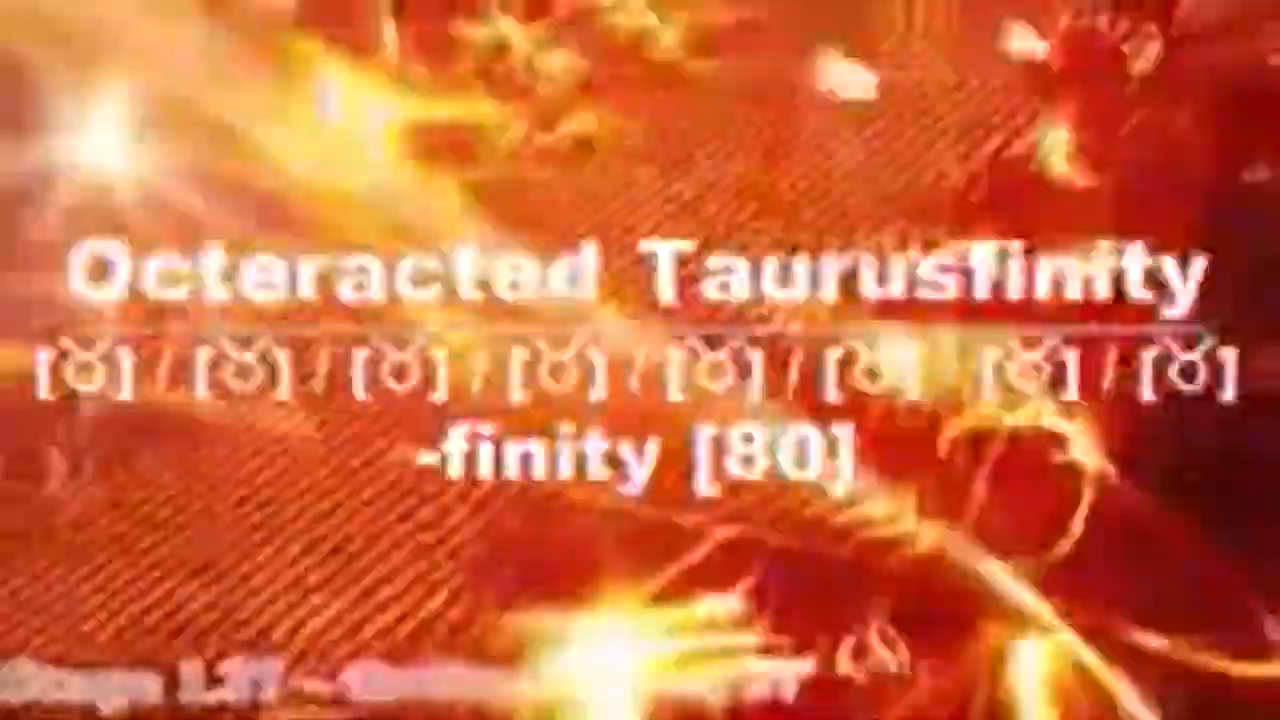 Octeracted Taurusfinity
[♉] / [♉] / [♉] / [♉] / [♉] / [♉] / [♉] / [♉]
-finity [80]